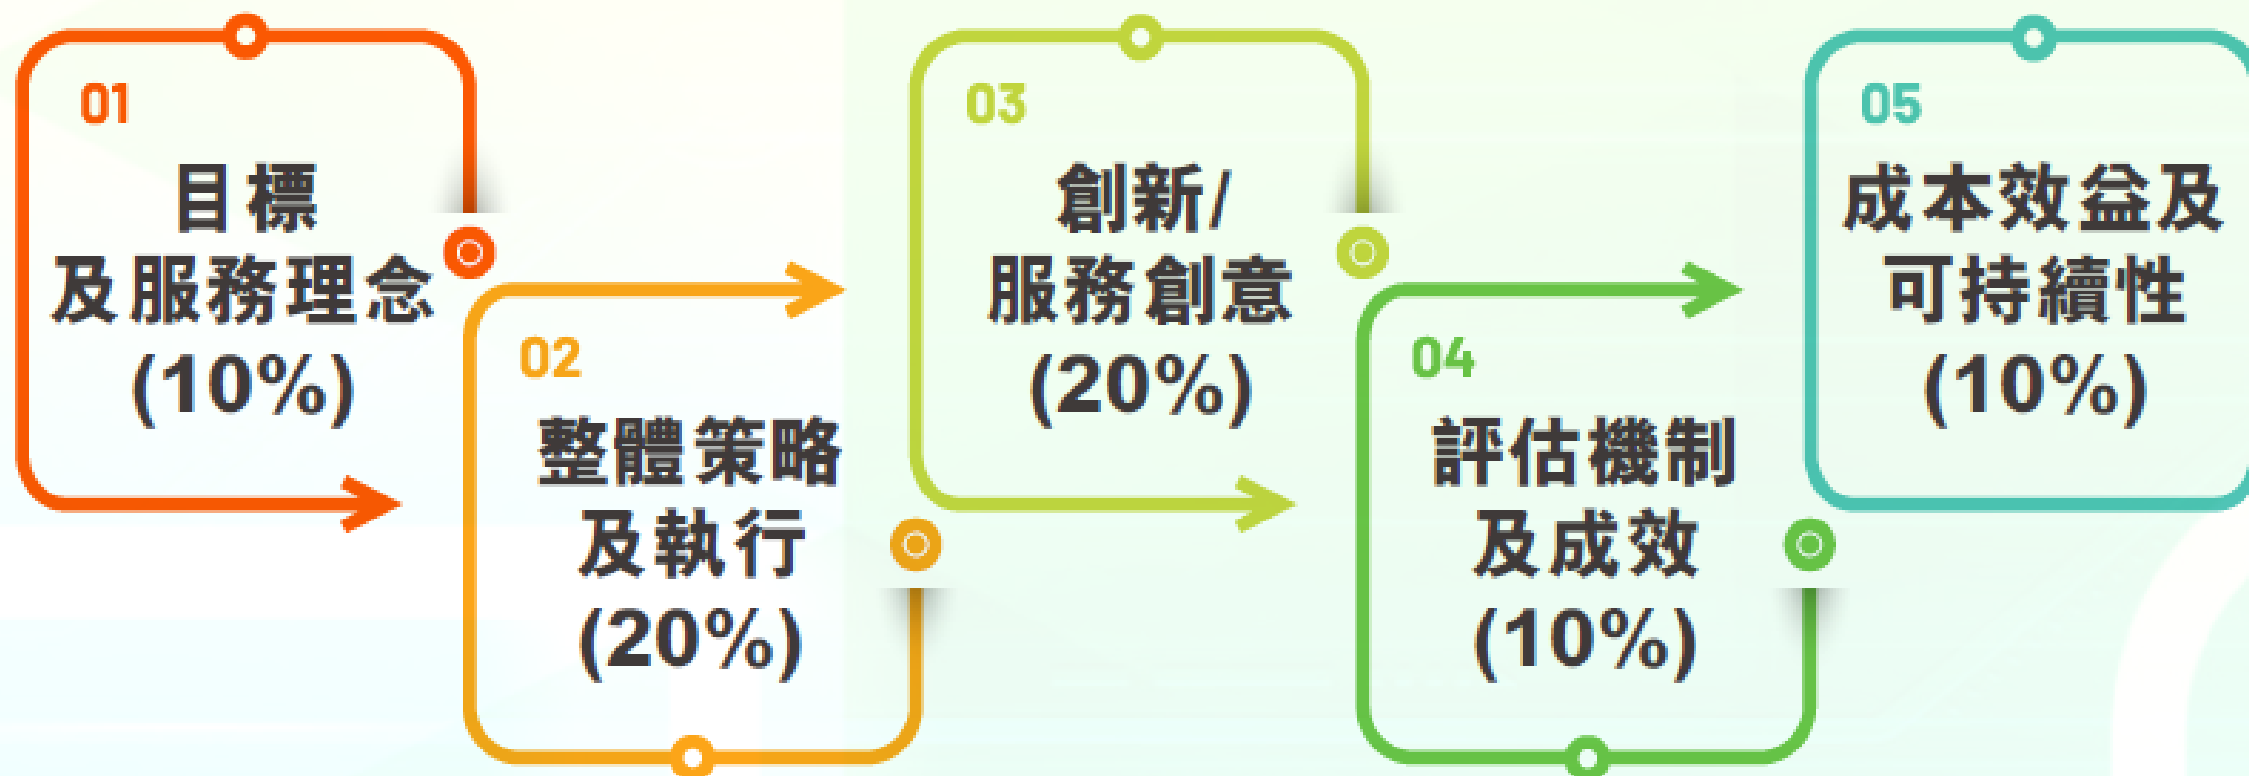 01
目標
及服務理念
(10%)
02
整體策略
及執行
(20%)
03
創新/
服務創意
(20%)
04
評估機制
及成效
(10%)
05
成本效益及
可持續性
(10%)